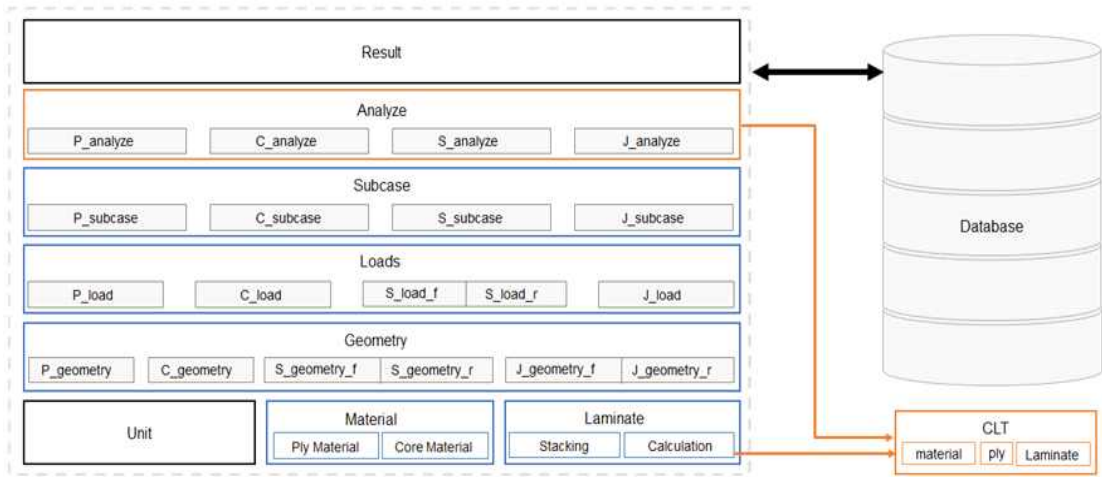 Result
Analyze
P_analyze C_analyze S_analyze J_analyze
Subcase
P_subcase C_subcase S_subcase J_subcase
Loads
P_load C_load S_load_f S_load_r J_load
Geometry
P_geometry C_geometry S_geometry_f S_geometry_r J_geometry_f J_geometry_r
Unit
Material
Ply Material Core Material
Laminate
Stacking Calculation
Database
CLT
material ply Laminate